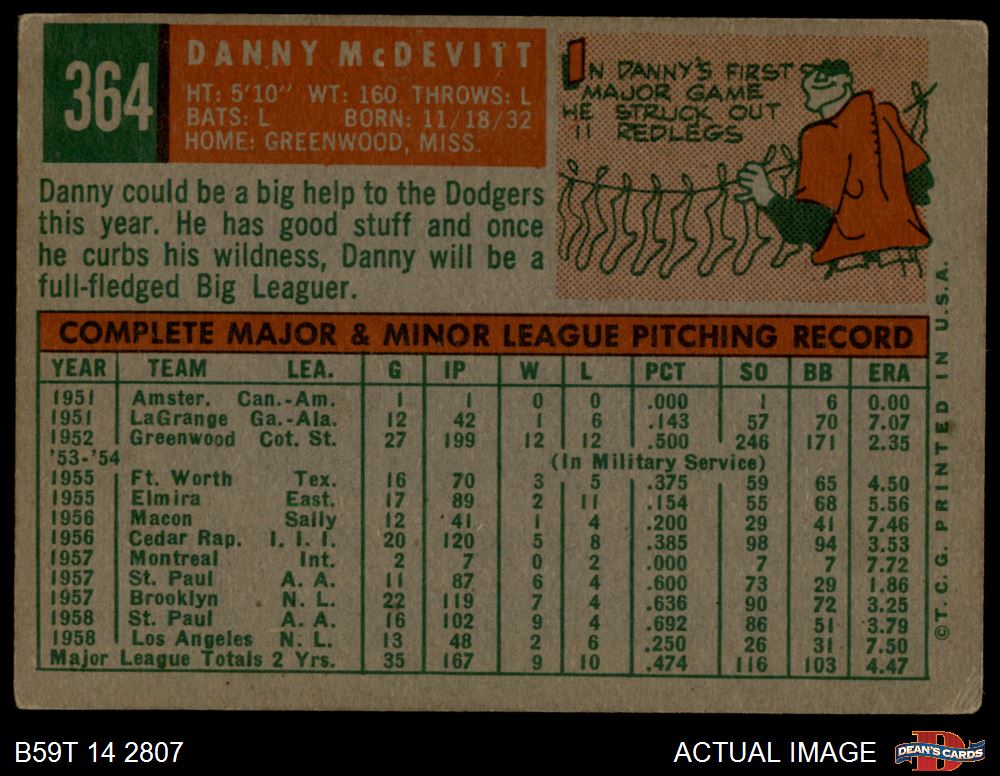 364
DANNY McDEVITT
HT: 5'10" WT: 160 THROWS: L
BATS: L BORN: 11/18/32
HOME: GREENWOOD, MISS.
IN DANNY'S FIRST
MAJOR GAME
HE STRUCK OUT
11 REDLEGS
Danny could be a big help to the Dodgers
this year. He has good stuff and once
he curbs his wildness, Danny will be a
full-fledged Big Leaguer.
COMPLETE MAJOR & MINOR LEAGUE PITCHING RECORD
YEAR TEAM LEA. G IP W L PCT SO BB ERA
1951 Amster. Can.-Am. 1 1 0 0 .000 1 6 0.00
1951 LaGrange Ga.-Ala. 12 42 1 6 .143 57 70 7.07
1952 Greenwood Cot. St. 27 199 12 12 .500 246 171 2.35
'53-'54 (In Military Service)
1955 Ft. Worth Tex. 16 70 3 5 .375 59 65 4.50
1955 Elmira East. 17 89 2 11 .154 55 68 5.56
1956 Macon Sally 12 41 1 4 .200 29 41 7.46
1956 Cedar Rap. I. I. I. 20 120 5 8 .385 98 94 3.53
1957 Montreal Int. 2 7 0 2 .000 7 7 7.72
1957 St. Paul A. A. 11 87 6 4 .600 73 29 1.86
1957 Brooklyn N. L. 22 119 7 4 .636 90 72 3.25
1958 St. Paul A. A. 16 102 9 4 .692 86 51 3.79
1958 Los Angeles N. L. 13 48 2 6 .250 26 31 7.50
Major League Totals 2 Yrs. 35 167 9 10 .474 116 103 4.47
©T.C.G. PRINTED IN U.S.A.
B59T 14 2807
ACTUAL IMAGE
D
DEAN'S CARDS